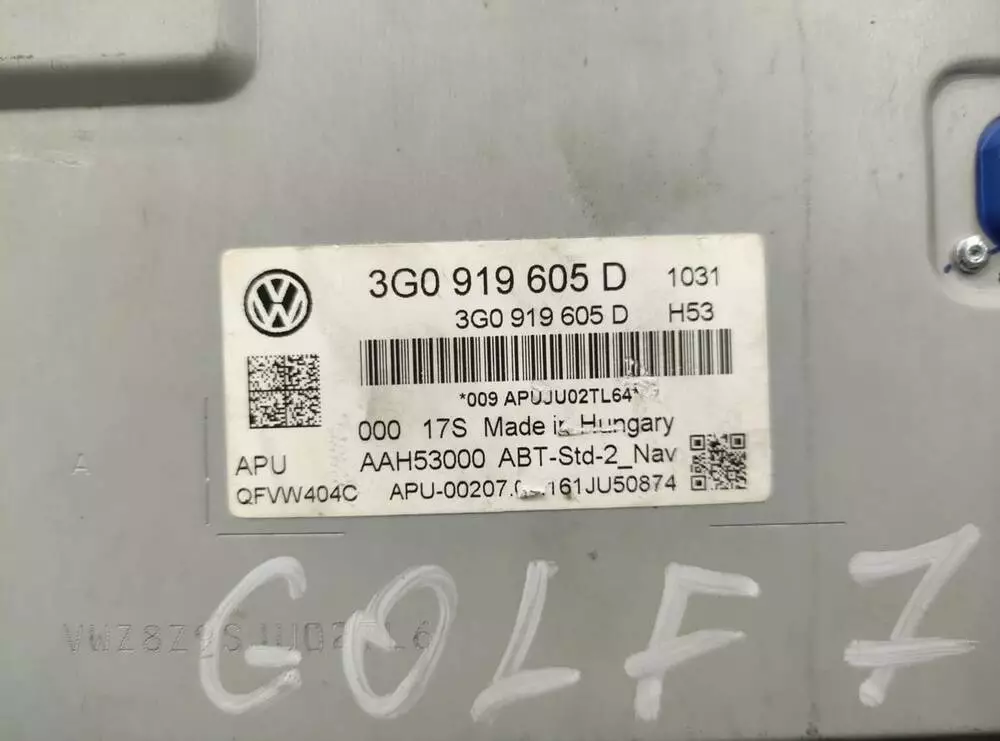 3G0 919 605 D 1031
3G0 919 605 D H53
*009 APUJU02TL64*
000 17S Made in Hungary
APU AAH53000 ABT-Std-2_Nav
QFVW404C
A
GOLF 7